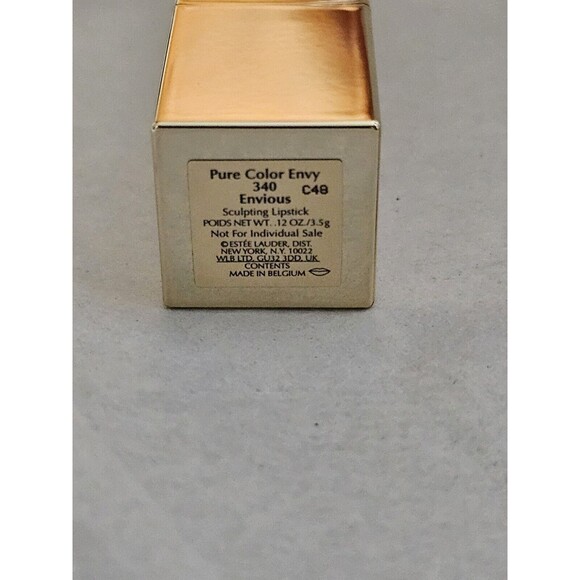 Pure Color Envy
340 C48
Envious
Sculpting Lipstick
POIDS NET WT. .12 OZ./3.5g
Not For Individual Sale
©ESTĒE LAUDER, DIST.
NEW YORK, N.Y. 10022
WLB LTD, GU32 3DD, UK
CONTENTS
MADE IN BELGIUM